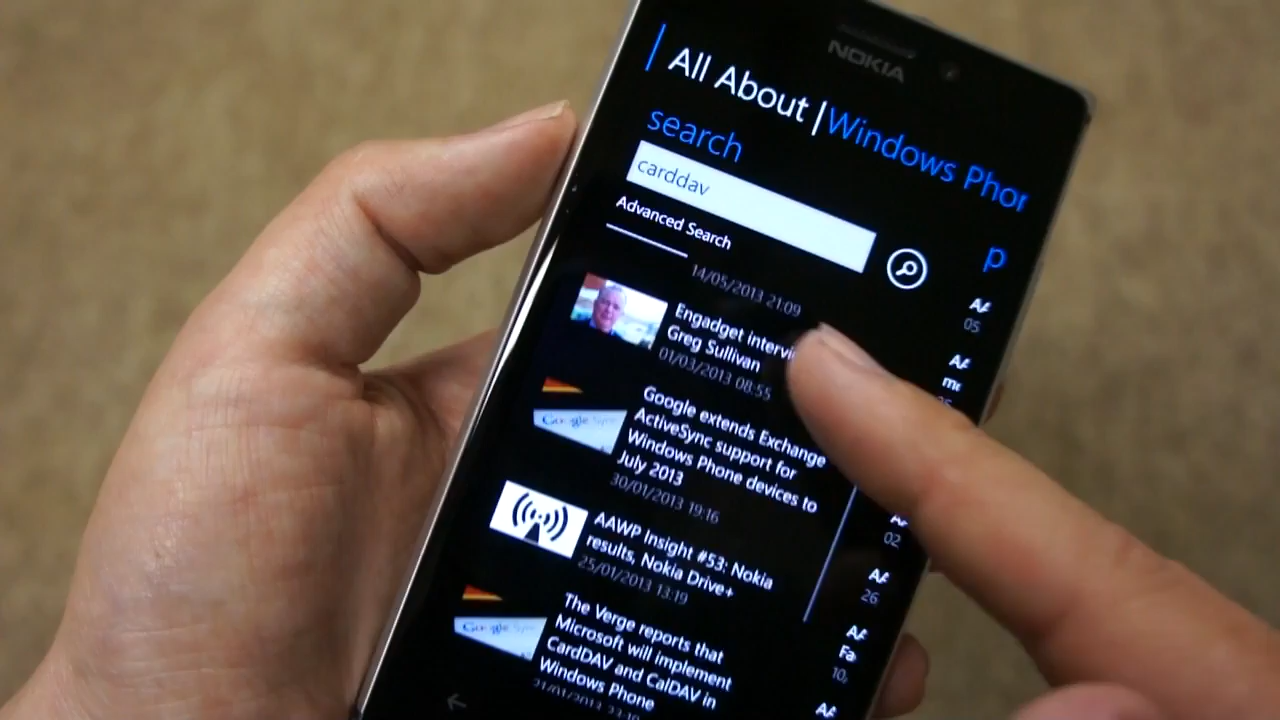 NOKIA
All About |Windows Phor
search
carddav
Advanced Search
14/05/2013 21:09
Engadget intervi
Greg Sullivan
01/03/2013 08:55
Google extends Exchange
ActiveSync support for
Windows Phone devices to
July 2013
30/01/2013 19:16
AAWP Insight #53: Nokia
results, Nokia Drive+
25/01/2013 13:19
The Verge reports that
Microsoft will implement
CardDAV and CalDAV in
Windows Phone
p
05
02
26
Fa
10,